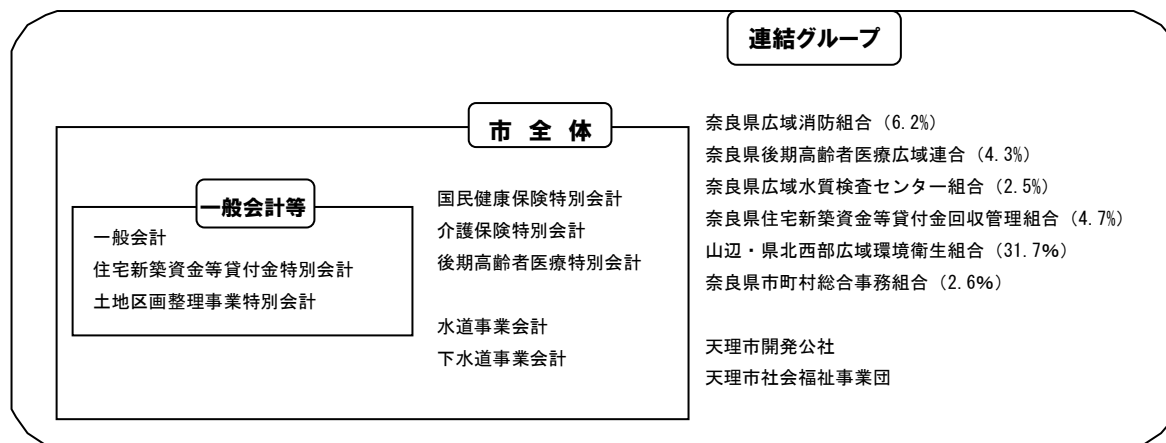 連結グループ
市 全 体
一般会計等
一般会計
住宅新築資金等貸付金特別会計
土地区画整理事業特別会計
国民健康保険特別会計
介護保険特別会計
後期高齢者医療特別会計
水道事業会計
下水道事業会計
奈良県広域消防組合（6.2%）
奈良県後期高齢者医療広域連合（4.3%）
奈良県広域水質検査センター組合（2.5%）
奈良県住宅新築資金等貸付金回収管理組合（4.7%）
山辺・県北西部広域環境衛生組合（31.7%）
奈良県市町村総合事務組合（2.6%）
天理市開発公社
天理市社会福祉事業団